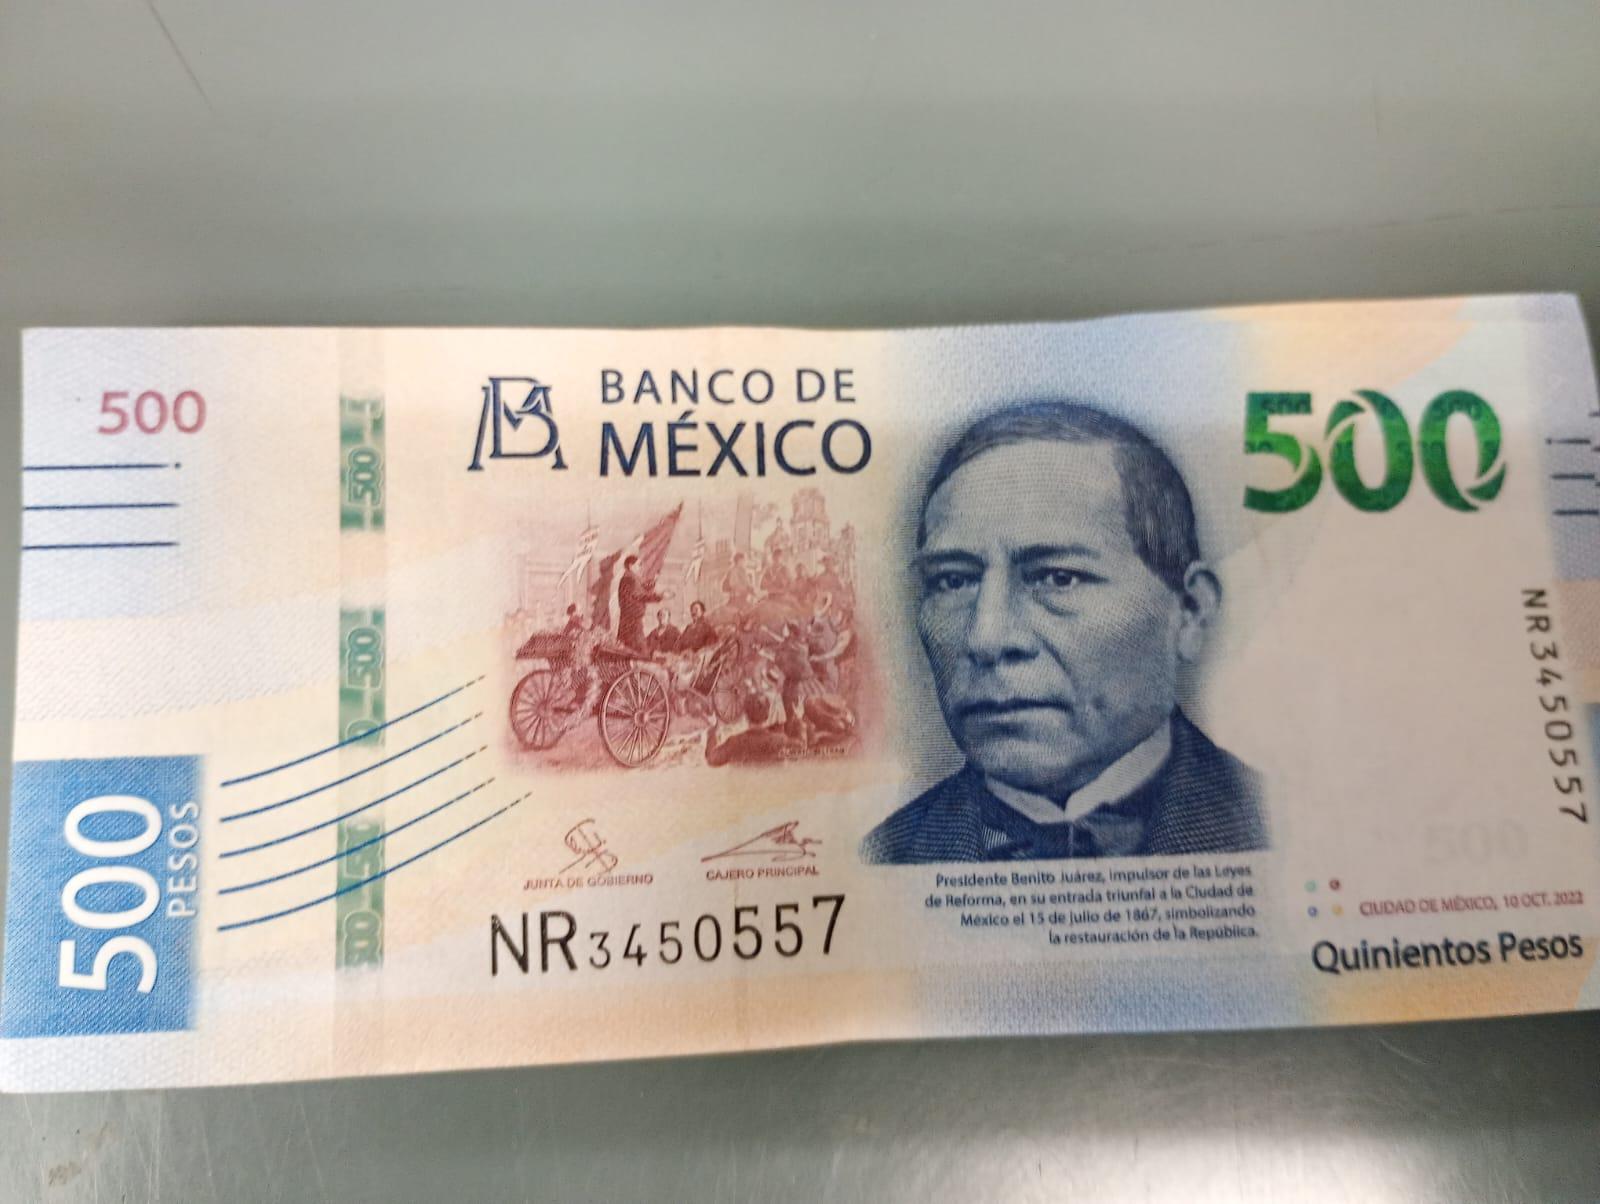 500
BANCO DE
MÉXICO
500
500
500
NR3450557
500
PESOS
JUNTA DE GOBIERNO
CAJERO PRINCIPAL
NR3450557
Presidente Benito Juárez, impulsor de las Leyes
de Reforma, en su entrada triunfal a la Ciudad de
México el 15 de julio de 1867, simbolizando
la restauración de la República.
500
CIUDAD DE MÉXICO, 10 OCT. 2022
Quinientos Pesos